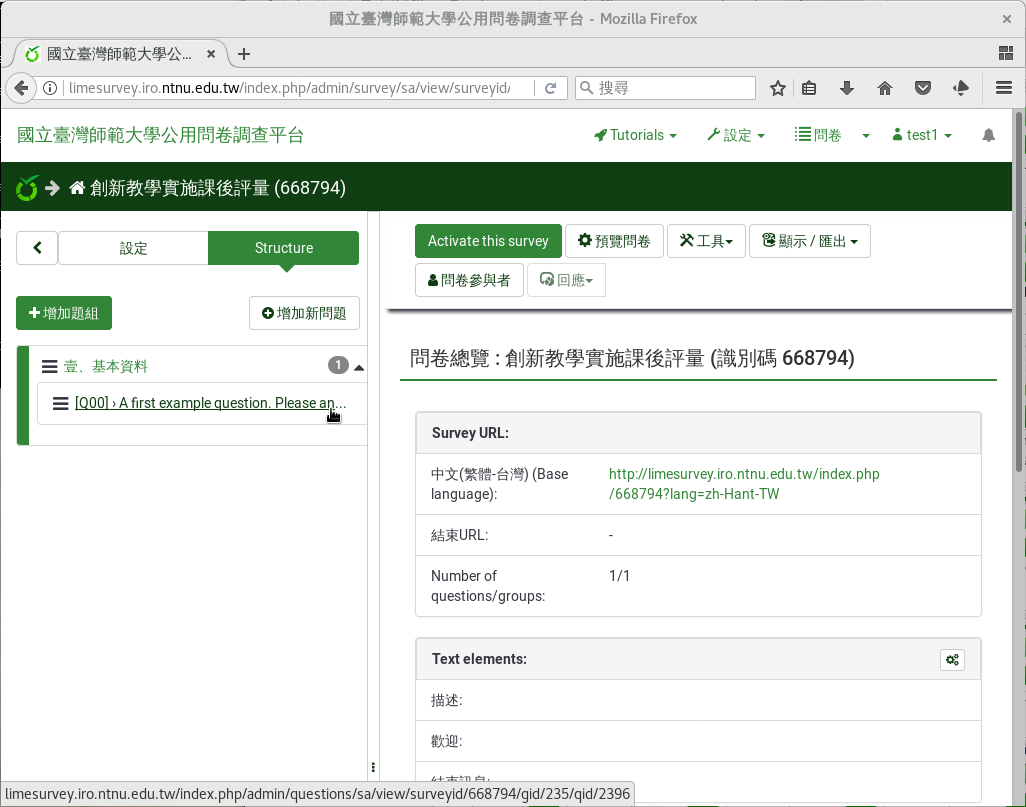 國立臺灣師範大學公用問卷調查平台 - Mozilla Firefox
國立臺灣師範大學公...
limesurvey.iro.ntnu.edu.tw/index.php/admin/survey/sa/view/surveyid/
搜尋
國立臺灣師範大學公用問卷調查平台
Tutorials
設定
問卷
test1
創新教學實施課後評量 (668794)
設定
Structure
增加題組
增加新問題
壹、基本資料
1
[Q00] › A first example question. Please an...
Activate this survey
預覽問卷
工具
顯示 / 匯出
問卷參與者
回應
問卷總覽 : 創新教學實施課後評量 (識別碼 668794)
Survey URL:
中文(繁體-台灣) (Base
language):
http://limesurvey.iro.ntnu.edu.tw/index.php
/668794?lang=zh-Hant-TW
結束URL:
-
Number of
questions/groups:
1/1
Text elements:
描述:
歡迎:
結束訊息:
limesurvey.iro.ntnu.edu.tw/index.php/admin/questions/sa/view/surveyid/668794/gid/235/qid/2396